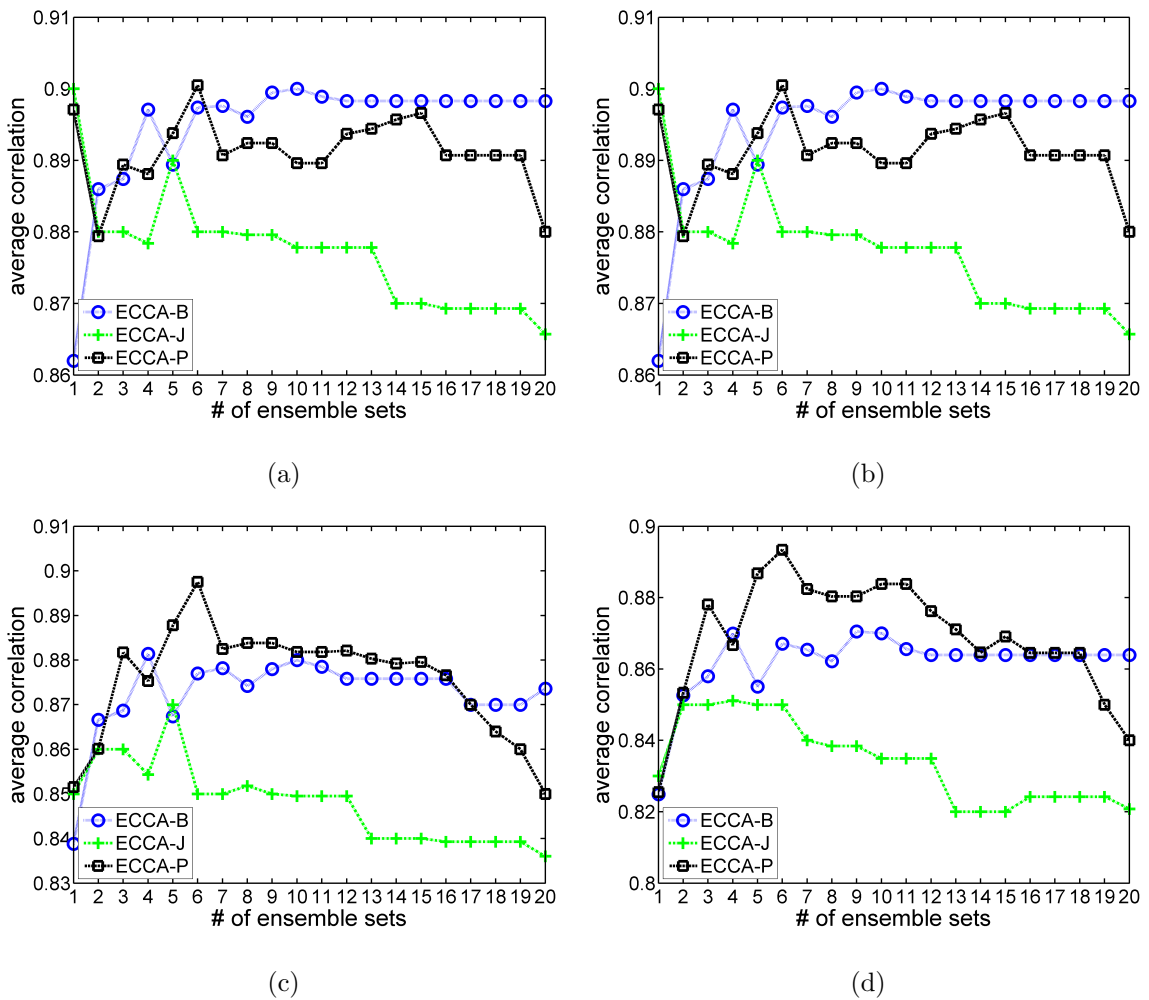 0.91
0.9
0.89
0.88
0.87
0.86
average correlation
ECCA-B
ECCA-J
ECCA-P
1 2 3 4 5 6 7 8 9 10 11 12 13 14 15 16 17 18 19 20
# of ensemble sets
(a)
0.91
0.9
0.89
0.88
0.87
0.86
average correlation
ECCA-B
ECCA-J
ECCA-P
1 2 3 4 5 6 7 8 9 10 11 12 13 14 15 16 17 18 19 20
# of ensemble sets
(b)
0.91
0.9
0.89
0.88
0.87
0.86
0.85
0.84
0.83
average correlation
ECCA-B
ECCA-J
ECCA-P
1 2 3 4 5 6 7 8 9 10 11 12 13 14 15 16 17 18 19 20
# of ensemble sets
(c)
0.9
0.88
0.86
0.84
0.82
0.8
average correlation
ECCA-B
ECCA-J
ECCA-P
1 2 3 4 5 6 7 8 9 10 11 12 13 14 15 16 17 18 19 20
# of ensemble sets
(d)